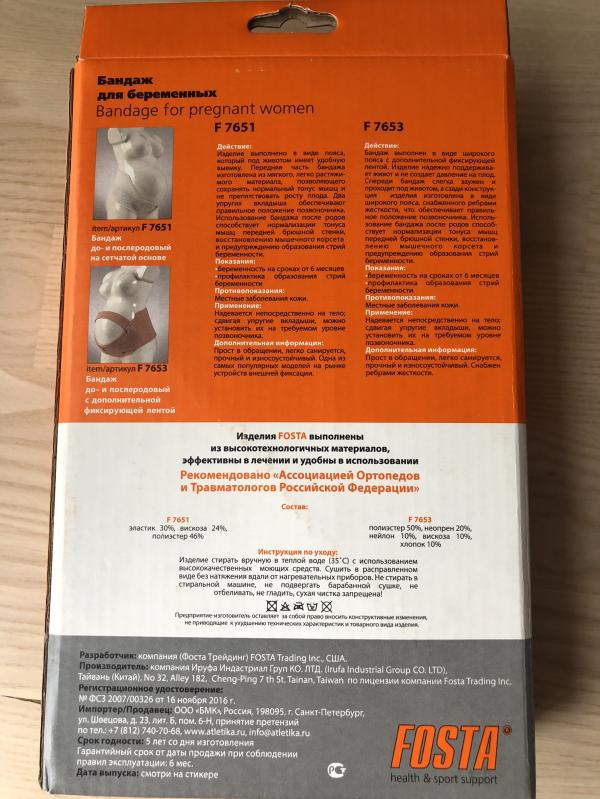 Бандаж
для беременных
Bandage for pregnant women
F 7651
Действие:
Изделие выполнено в виде пояса,
который под животом имеет удобную
выемку. Передняя часть бандажа
изготовлена из мягкого, легко растяжи-
мого материала, позволяющего
сохранять нормальный тонус мышц и
не препятствовать росту плода. Два
упругих вкладыша обеспечивают
правильное положение позвоночника.
Использование бандажа после родов
способствует нормализации тонуса
мышц передней брюшной стенки,
восстановлению мышечного корсета
и предупреждению образования стрий
беременности.
Показания:
•беременность на сроках от 6 месяцев
•профилактика образования стрий
беременности
Противопоказания:
Местные заболевания кожи.
Применение:
Надевается непосредственно на тело;
сдвигая упругие вкладыши, можно
установить их на требуемом уровне
позвоночника.
Дополнительная информация:
Прост в обращении, легко санируется,
прочный и износоустойчивый. Одна из
самых популярных моделей на рынке
устройств внешней фиксации.
F 7653
Действие:
Бандаж выполнен в виде широкого
пояса с дополнительной фиксирующей
лентой. Изделие надежно поддержива-
ет живот и не создает давление на плод.
Спереди бандаж слегка заужен и
проходит под животом, а сзади конструк-
ция изделия изготовлена в виде
широкого пояса, снабженного ребрами
жесткости, что обеспечивает правиль-
ное положение позвоночника. Исполь-
зование бандажа после родов способ-
ствует нормализации тонуса мышц
передней брюшной стенки, восстанов-
лению мышечного корсета и
предупреждению образования стрий
беременности.
Показания:
•беременность на сроках от 6 месяцев
•профилактика образования стрий
беременности
Противопоказания:
Местные заболевания кожи.
Применение:
Надевается непосредственно на тело;
сдвигая упругие вкладыши, можно
установить их на требуемом уровне
позвоночника.
Дополнительная информация:
Прост в обращении, легко санируется,
прочный и износоустойчивый. Снабжен
ребрами жесткости.
item/артикул F 7651
Бандаж
до- и послеродовый
на сетчатой основе
item/артикул F 7653
Бандаж
до- и послеродовый
с дополнительной
фиксирующей лентой
Изделия FOSTA выполнены
из высокотехнологичных материалов,
эффективны в лечении и удобны в использовании
Рекомендовано «Ассоциацией Ортопедов
и Травматологов Российской Федерации»
Состав:
F 7651
эластик 30%, вискоза 24%,
полиэстер 46%
F 7653
полиэстер 50%, неопрен 20%,
нейлон 10%, вискоза 10%,
хлопок 10%
Инструкция по уходу:
Изделие стирать вручную в теплой воде (35˚С) с использованием
высококачественных моющих средств. Сушить в расправленном
виде без натяжения вдали от нагревательных приборов. Не стирать в
стиральной машине, не подвергать барабанной сушке, не
отбеливать, не гладить, сухая чистка запрещена!
Предприятие-изготовитель оставляет за собой право вносить конструктивные изменения,
не приводящие к ухудшению технических характеристик и товарного вида изделия.
Разработчик: компания (Фоста Трейдинг) FOSTA Trading Inc., США.
Производитель: компания Ируфа Индастриал Груп КО. ЛТД. (Irufa Industrial Group CO. LTD),
Тайвань (Китай), No 32, Alley 182, Cheng-Ping 7 th St. Tainan, Taiwan по лицензии компании Fosta Trading Inc.
Регистрационное удостоверение:
№ ФСЗ 2007/00326 от 16 ноября 2016 г.
Импортер/Продавец: ООО «БМК», Россия, 198095, г. Санкт-Петербург,
ул. Швецова, д. 23, лит. Б, пом. 6-Н, принятие претензий
по тел.: +7 (812) 740-70-68, www.atletika.ru, info@atletika.ru
Срок годности: 5 лет со дня изготовления
Гарантийный срок от даты продажи при соблюдении
правил эксплуатации: 6 мес.
Дата выпуска: смотри на стикере
FOSTA®
health & sport support